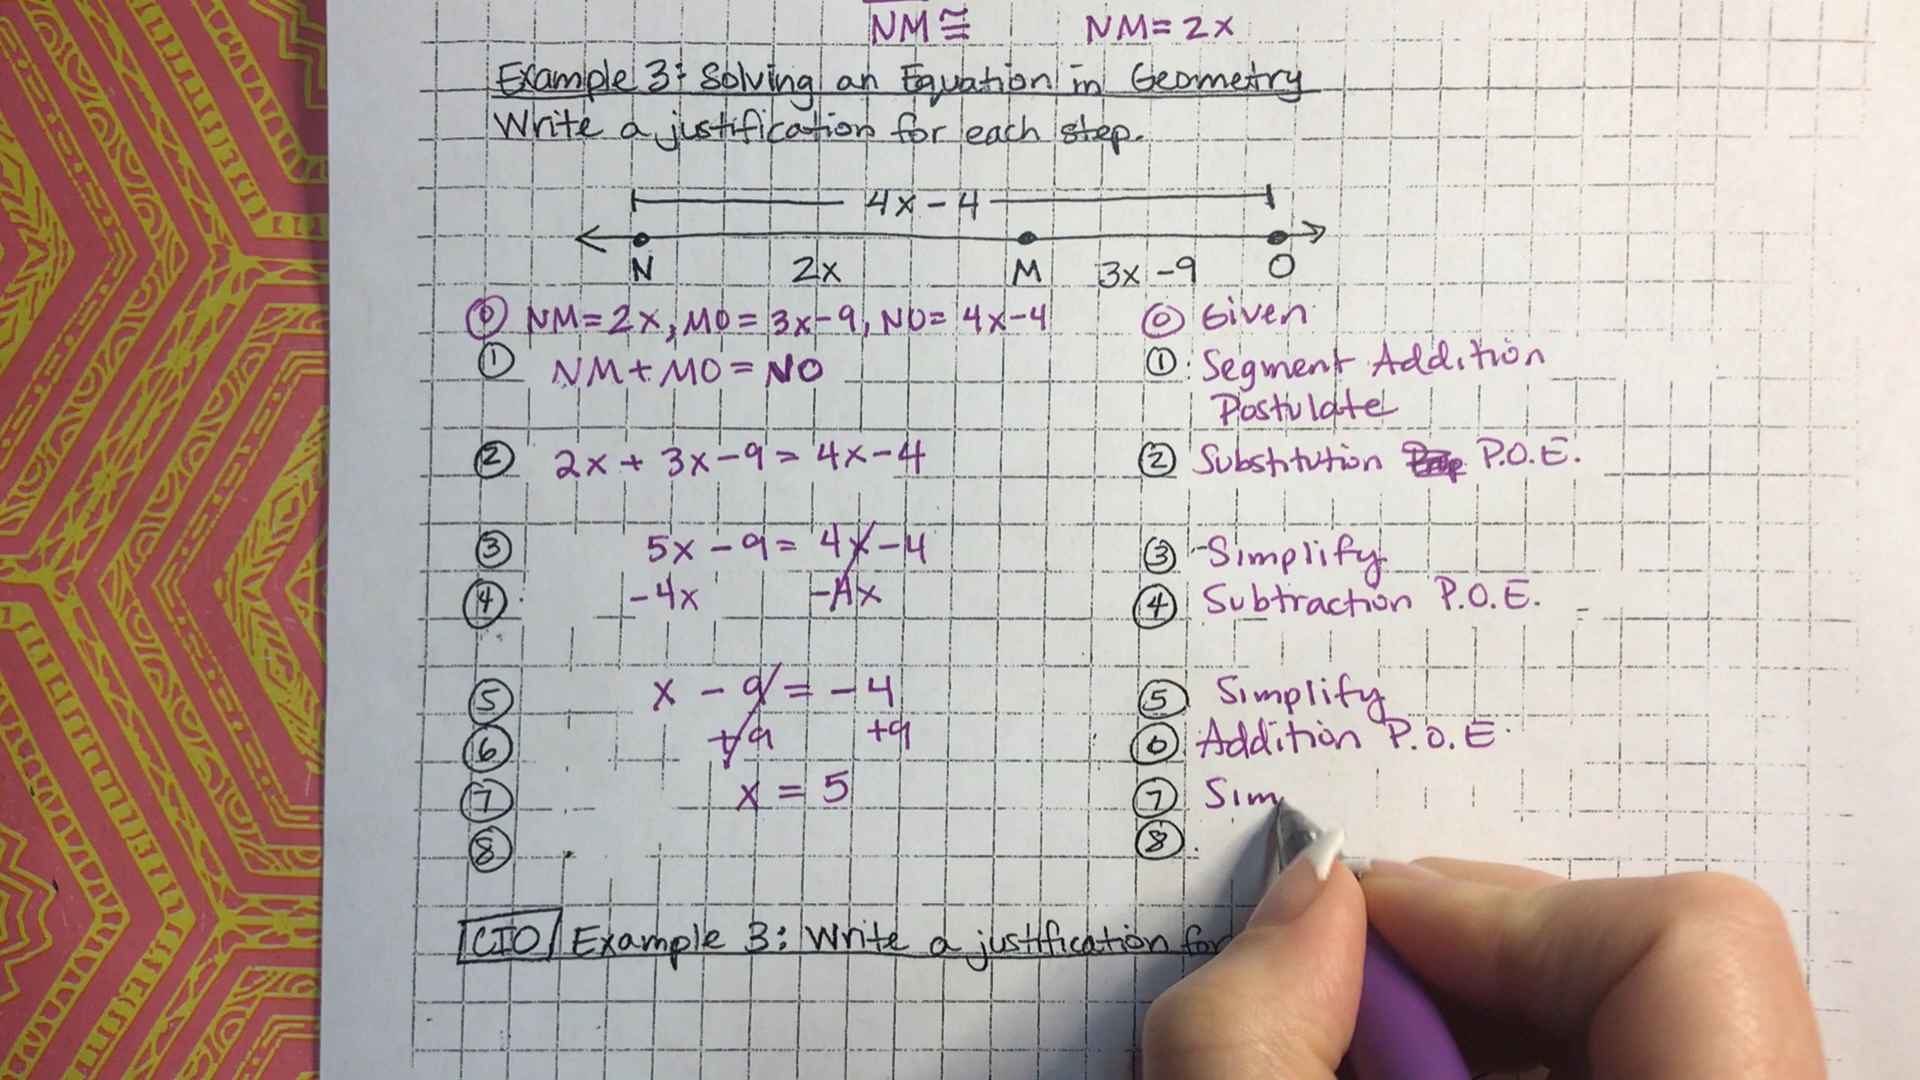 NM ≅ NM = 2x
Example 3: Solving an Equation in Geometry
Write a justification for each step.
4x - 4
N 2x M 3x - 9 O
⓪ NM = 2x, MO = 3x - 9, NO = 4x - 4 ⓪ Given
① NM + MO = NO ① Segment Addition
Postulate
② 2x + 3x - 9 = 4x - 4 ② Substitution P.O.E.
③ 5x - 9 = 4x - 4 ③ Simplify
④ -4x -4x ④ Subtraction P.O.E.
⑤ x - 9 = -4 ⑤ Simplify
⑥ +9 +9 ⑥ Addition P.O.E.
⑦ x = 5 ⑦ Sim
⑧ ⑧
CIO Example 3: Write a justification for